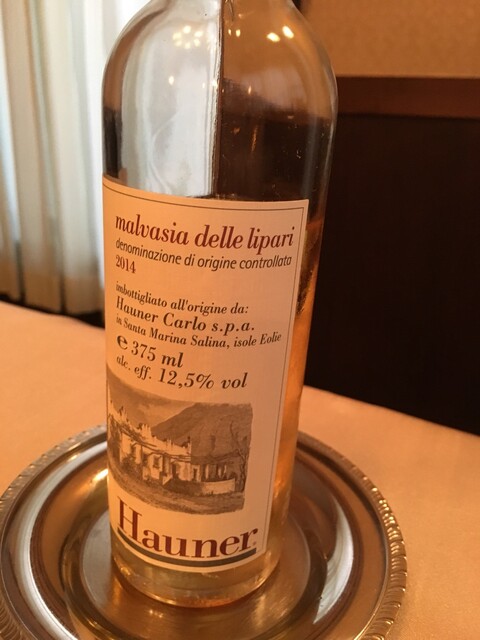 malvasia delle lipari
denominazione di origine controllata
2014
imbottigliato all'origine da:
Hauner Carlo s.p.a.
in Santa Marina Salina, isole Eolie
e 375 ml
alc. eff. 12,5% vol
Hauner®